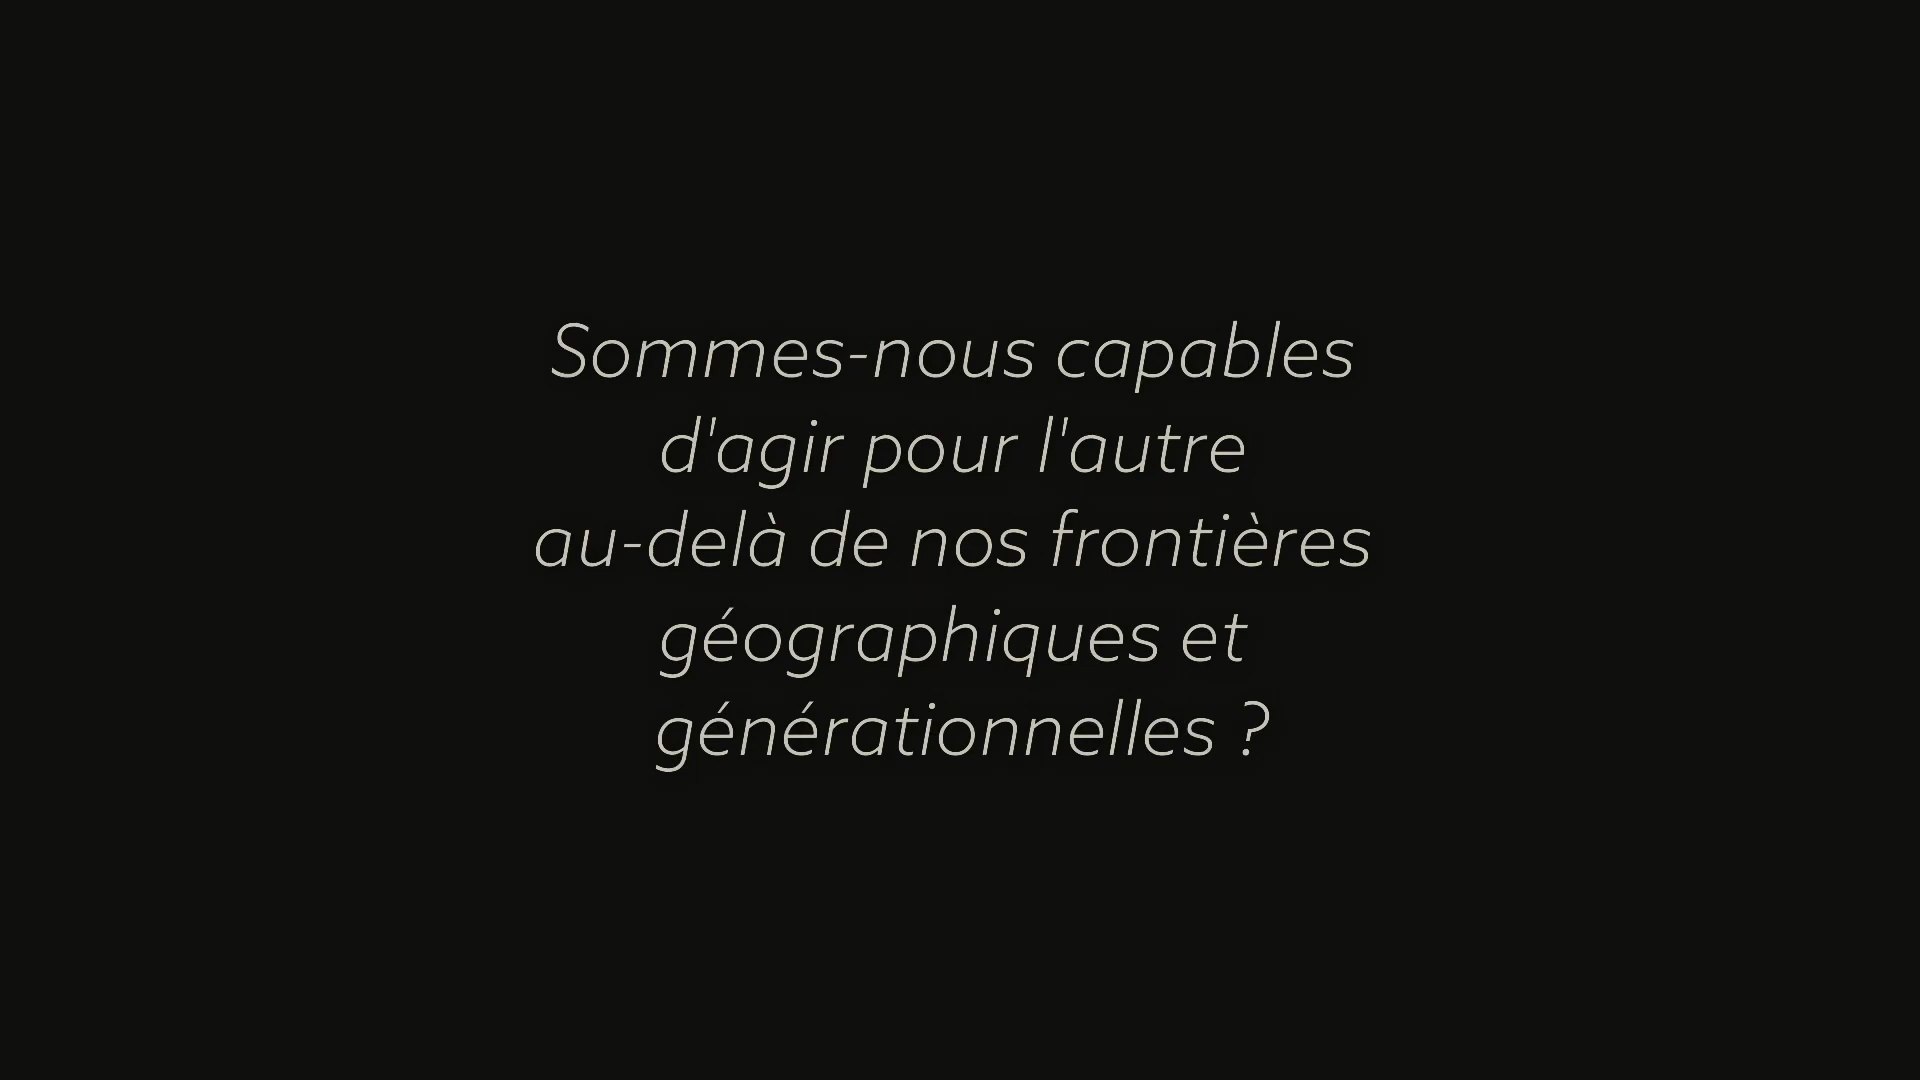 Sommes-nous capables
d'agir pour l'autre
au-delà de nos frontières
géographiques et
générationnelles ?